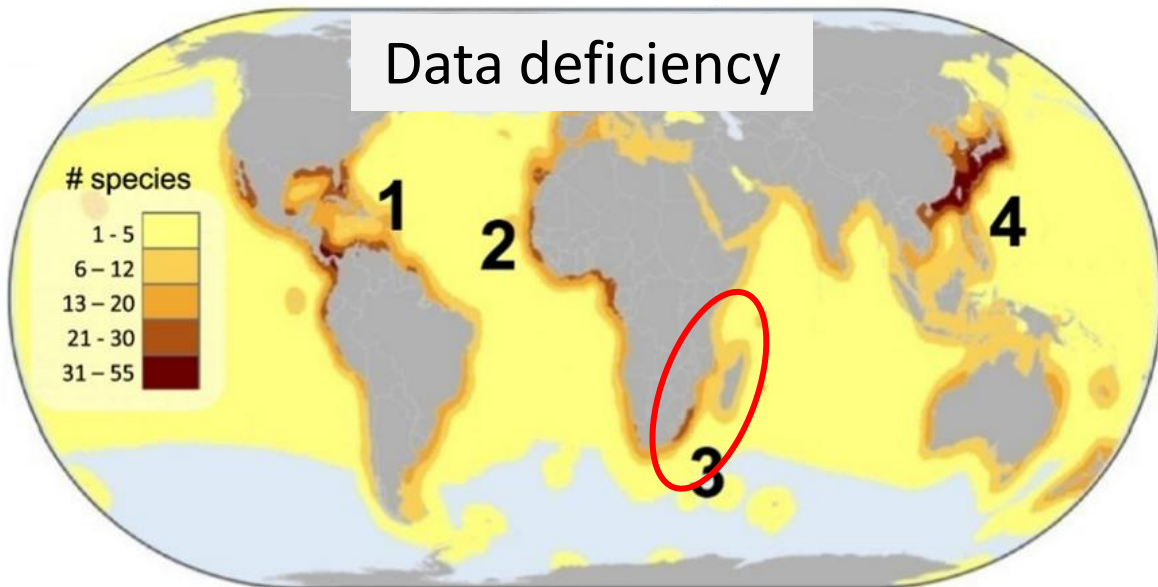 Data deficiency
# species
1 - 5
6 – 12
13 – 20
21 - 30
31 – 55
1
2
3
4